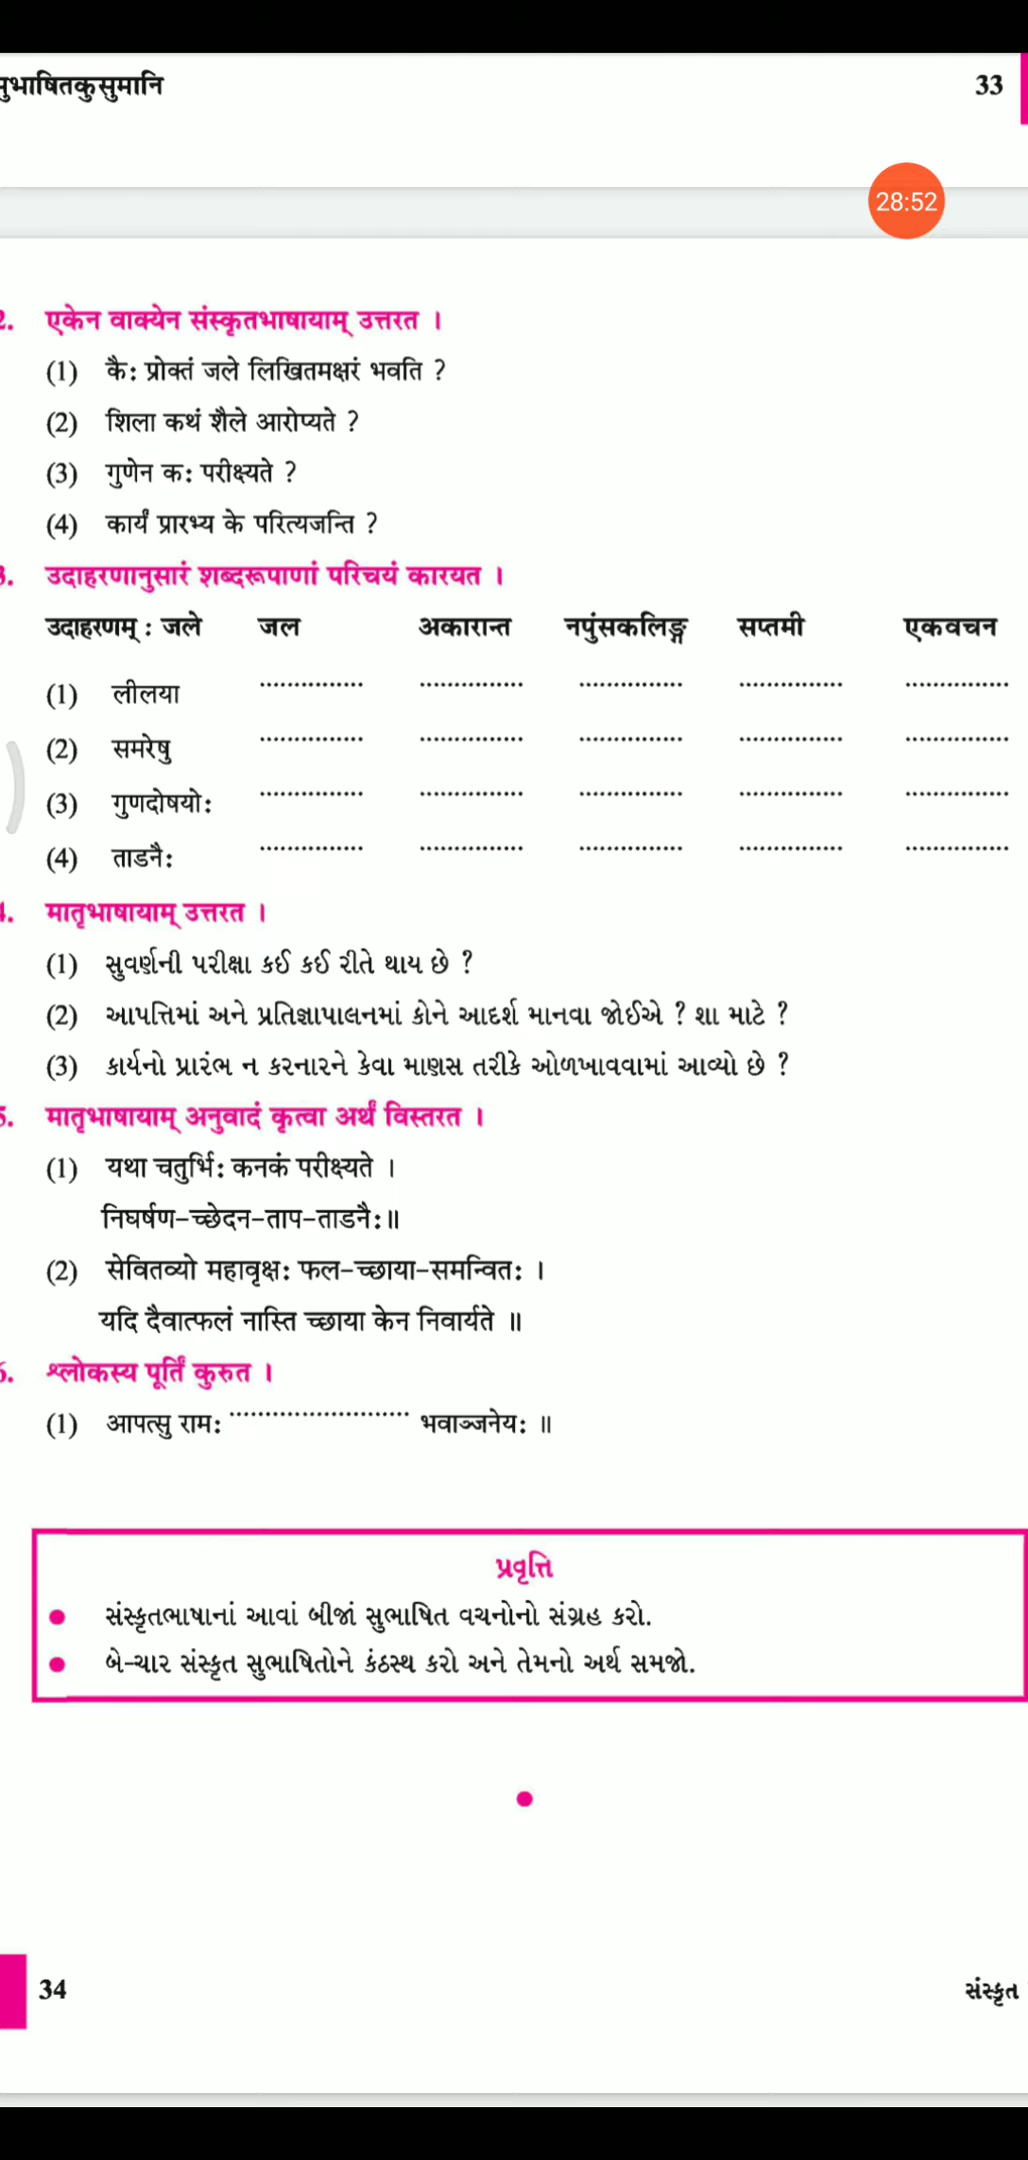 सुभाषितकुसुमानि 33
28:52
2. एकेन वाक्येन संस्कृतभाषायाम् उत्तरत ।
(1) कैः प्रोक्तं जले लिखितमक्षरं भवति ?
(2) शिला कथं शैले आरोप्यते ?
(3) गुणेन कः परीक्ष्यते ?
(4) कार्यं प्रारभ्य के परित्यजन्ति ?
3. उदाहरणानुसारं शब्दरूपाणां परिचयं कारयत ।
उदाहरणम् : जले जल अकारान्त नपुंसकलिङ्ग सप्तमी एकवचन
(1) लीलया ............... ............... ............... ............... ...............
(2) समरेषु ............... ............... ............... ............... ...............
(3) गुणदोषयोः ............... ............... ............... ............... ...............
(4) ताडनैः ............... ............... ............... ............... ...............
4. मातृभाषायाम् उत्तरत ।
(1) સુવર્ણની પરીક્ષા કઈ કઈ રીતે થાય છે ?
(2) આપત્તિમાં અને પ્રતિજ્ઞાપાલનમાં કોને આદર્શ માનવા જોઈએ ? શા માટે ?
(3) કાર્યનો પ્રારંભ ન કરનારને કેવા માણસ તરીકે ઓળખાવવામાં આવ્યો છે ?
5. मातृभाषायाम् अनुवादं कृत्वा अर्थं विस्तरत ।
(1) यथा चतुर्भिः कनकं परीक्ष्यते ।
निघर्षण-च्छेदन-ताप-ताडनैः॥
(2) सेवितव्यो महावृक्षः फल-च्छाया-समन्वितः ।
यदि दैवात्फलं नास्ति च्छाया केन निवार्यते ॥
6. श्लोकस्य पूर्तिं कुरुत ।
(1) आपत्सु रामः .......................... भवाञ्जनेयः ॥
પ્રવૃત્તિ
● સંસ્કૃતભાષાનાં આવાં બીજાં સુભાષિત વચનોનો સંગ્રહ કરો.
● બે-ચાર સંસ્કૃત સુભાષિતોને કંઠસ્થ કરો અને તેમનો અર્થ સમજો.
34 સંસ્કૃત